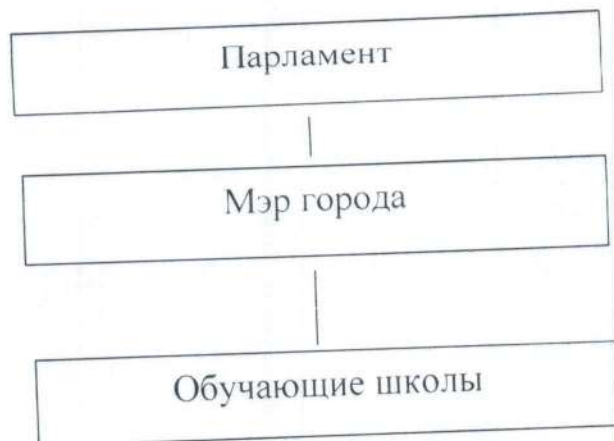 Парламент
Мэр города
Обучающие школы